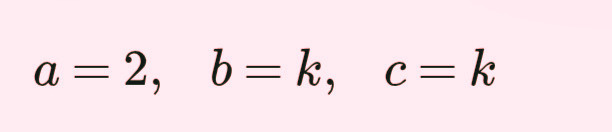 a = 2, b = k, c = k